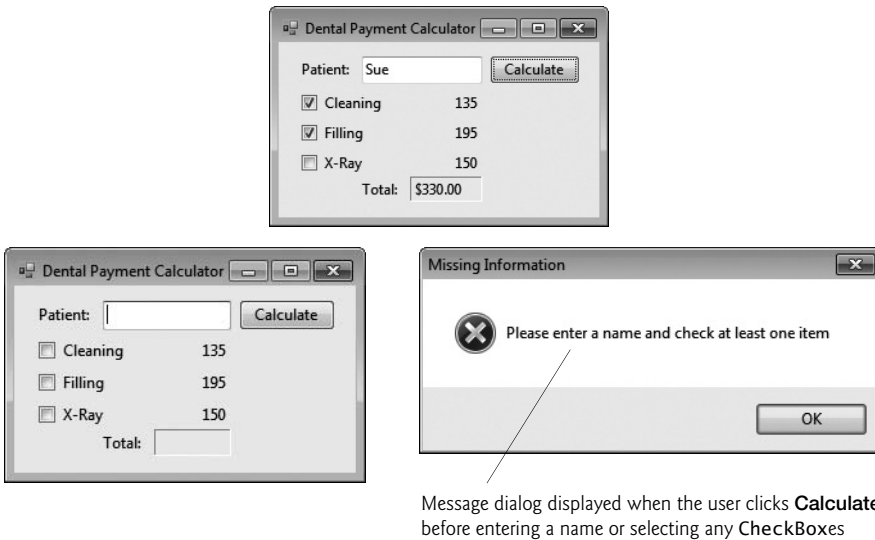 Dental Payment Calculator
Patient: Sue Calculate
Cleaning 135
Filling 195
X-Ray 150
Total: $330.00
Dental Payment Calculator
Patient: Calculate
Cleaning 135
Filling 195
X-Ray 150
Total:
Missing Information
Please enter a name and check at least one item
OK
Message dialog displayed when the user clicks Calculate
before entering a name or selecting any CheckBoxes